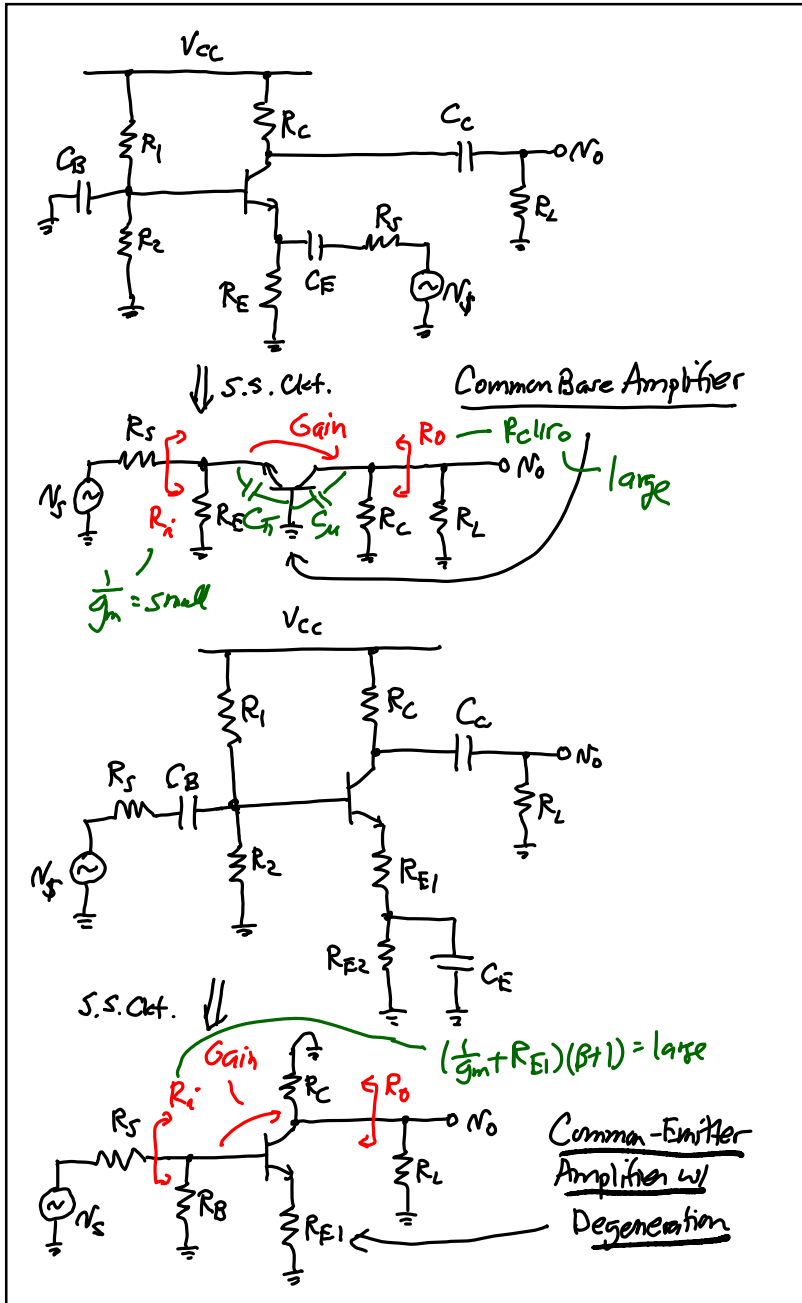 VCC
RC
CC
R1
CB
No
RL
RS
R2
CE
RE
NS
S.S. Ckt.
Common Base Amplifier
Gain
RS
RO
RC||ro
No
large
NS
Ri
RE
Cπ
Cμ
RC
RL
1/gm = small
VCC
R1
RC
CC
No
RS
CB
RL
NS
R2
RE1
RE2
CE
S.S. Ckt.
(1/gm + RE1)(β+1) = large
Gain
RC
Ri
RO
RS
No
Common-Emitter
Amplifier w/
Degeneration
RL
RB
NS
RE1